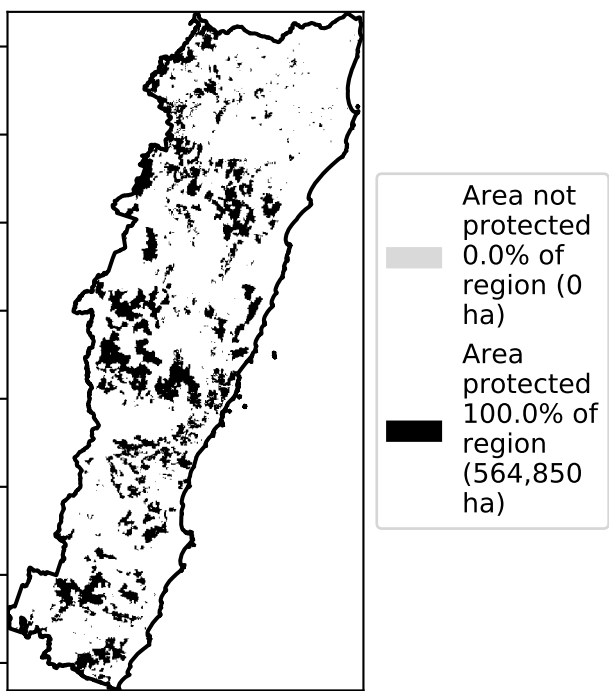 Area not
protected
0.0% of
region (0
ha)
Area
protected
100.0% of
region
(564,850
ha)